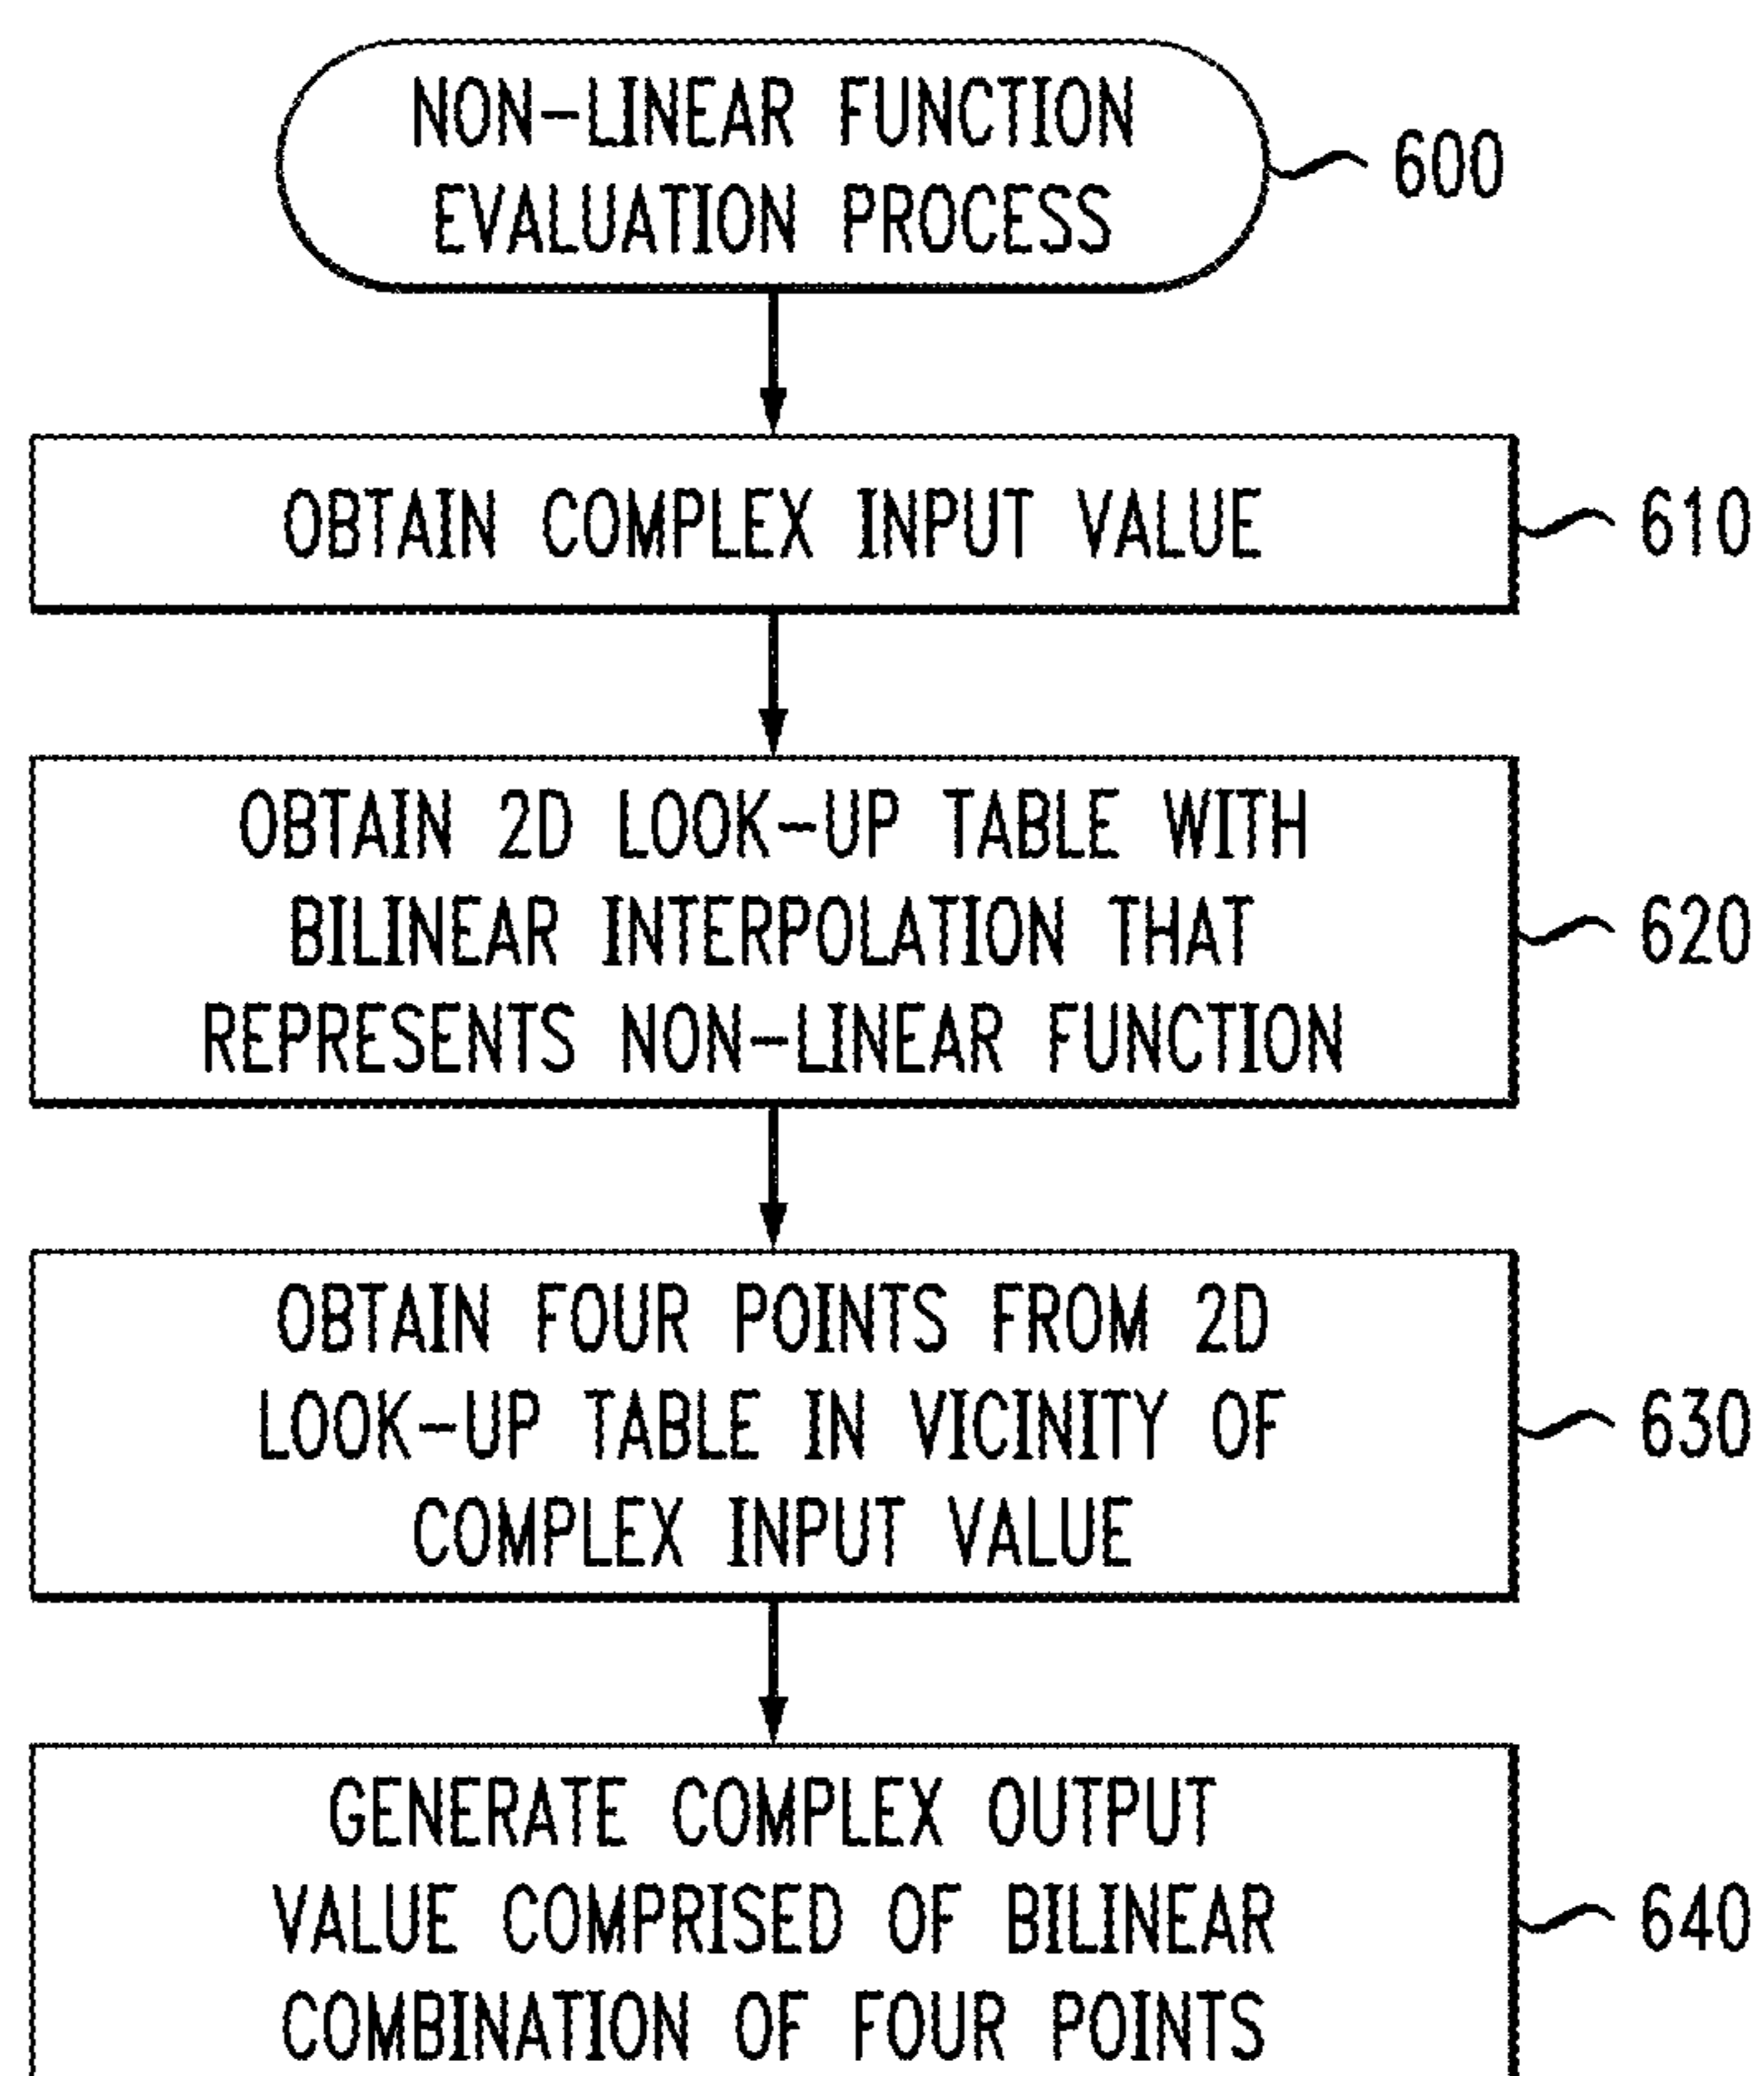 NON-LINEAR FUNCTION
EVALUATION PROCESS
600
OBTAIN COMPLEX INPUT VALUE
610
OBTAIN 2D LOOK-UP TABLE WITH
BILINEAR INTERPOLATION THAT
REPRESENTS NON-LINEAR FUNCTION
620
OBTAIN FOUR POINTS FROM 2D
LOOK-UP TABLE IN VICINITY OF
COMPLEX INPUT VALUE
630
GENERATE COMPLEX OUTPUT
VALUE COMPRISED OF BILINEAR
COMBINATION OF FOUR POINTS
640